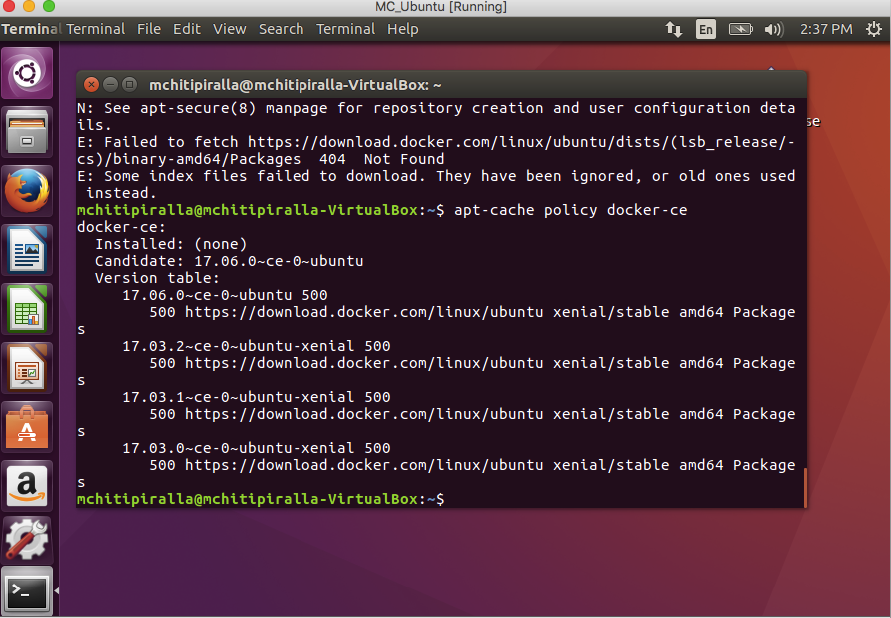 MC_Ubuntu [Running]
Terminal Terminal File Edit View Search Terminal Help En 2:37 PM
mchitipiralla@mchitipiralla-VirtualBox: ~
N: See apt-secure(8) manpage for repository creation and user configuration deta
ils.
E: Failed to fetch https://download.docker.com/linux/ubuntu/dists/(lsb_release/-
cs)/binary-amd64/Packages  404  Not Found
E: Some index files failed to download. They have been ignored, or old ones used
 instead.
mchitipiralla@mchitipiralla-VirtualBox:~$ apt-cache policy docker-ce
docker-ce:
  Installed: (none)
  Candidate: 17.06.0~ce-0~ubuntu
  Version table:
     17.06.0~ce-0~ubuntu 500
        500 https://download.docker.com/linux/ubuntu xenial/stable amd64 Package
s
     17.03.2~ce-0~ubuntu-xenial 500
        500 https://download.docker.com/linux/ubuntu xenial/stable amd64 Package
s
     17.03.1~ce-0~ubuntu-xenial 500
        500 https://download.docker.com/linux/ubuntu xenial/stable amd64 Package
s
     17.03.0~ce-0~ubuntu-xenial 500
        500 https://download.docker.com/linux/ubuntu xenial/stable amd64 Package
s
mchitipiralla@mchitipiralla-VirtualBox:~$